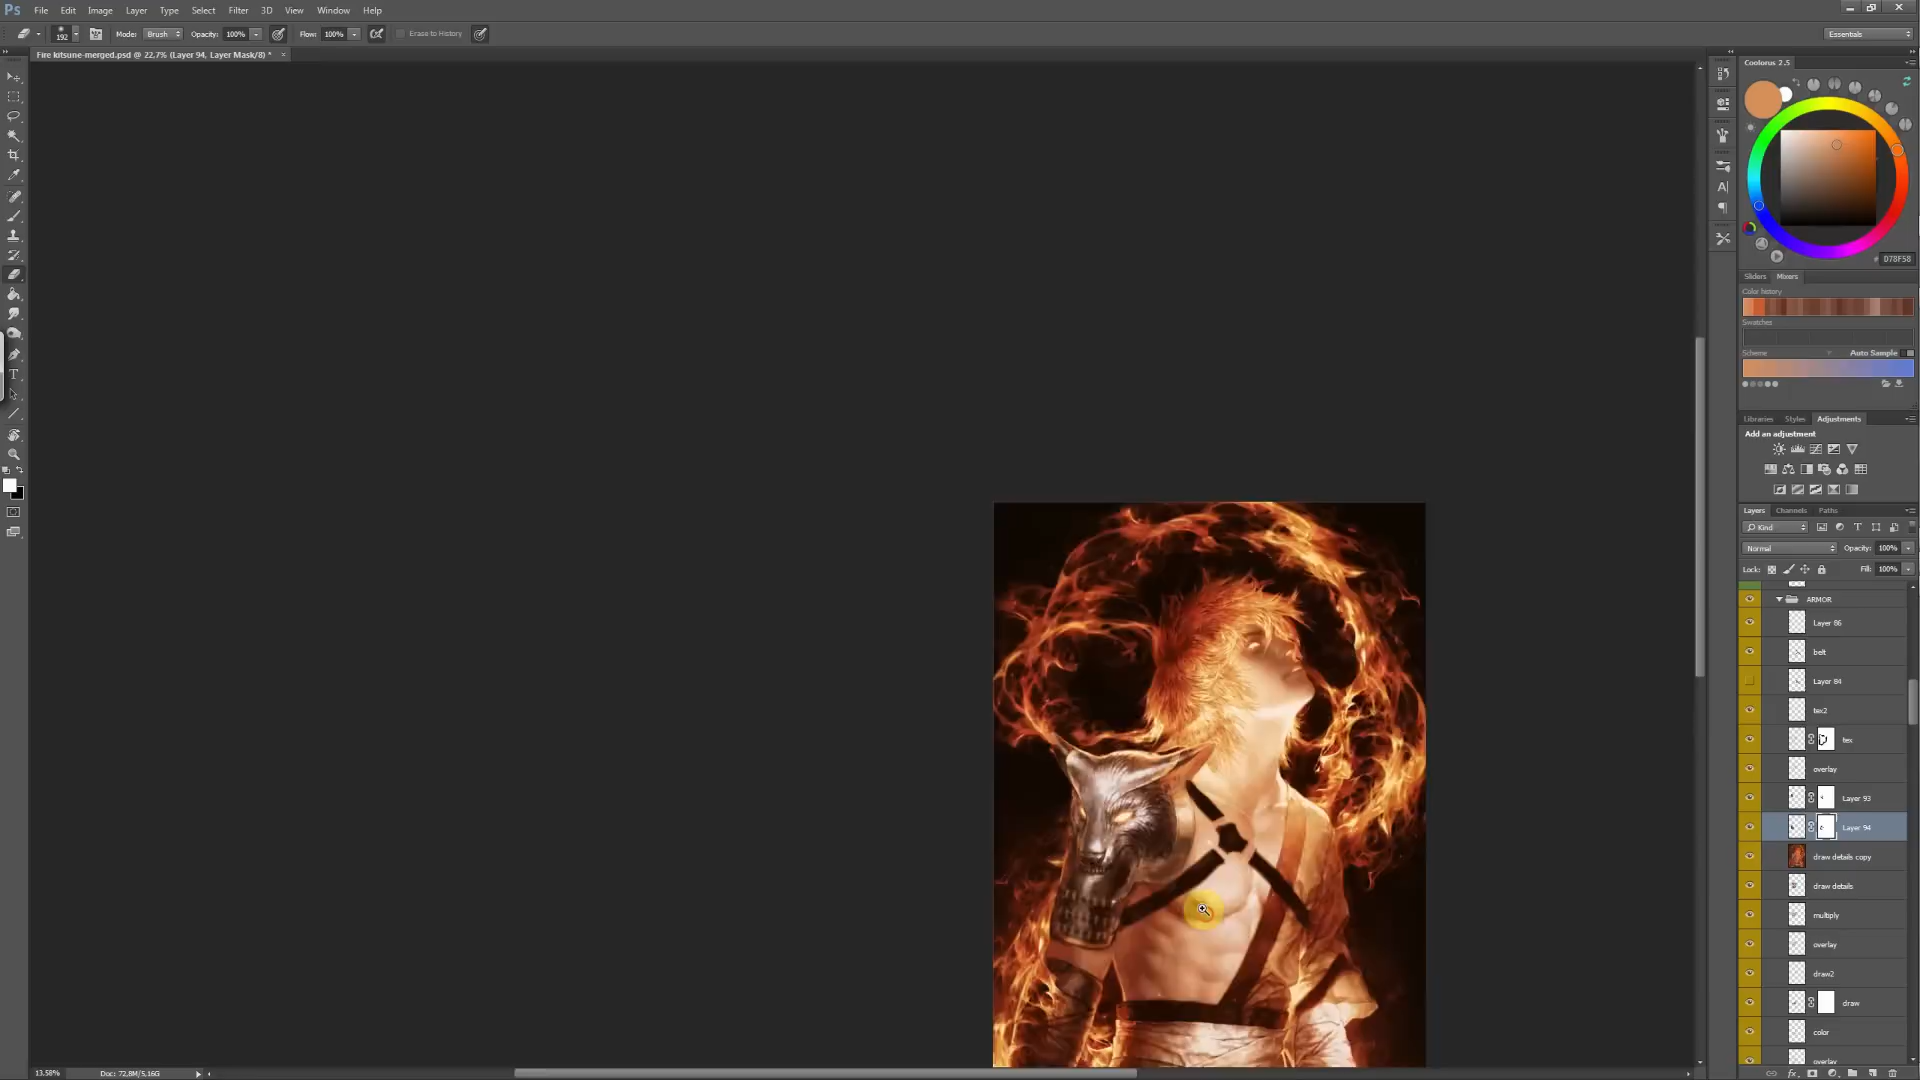 Ps File Edit Image Layer Type Select Filter 3D View Window Help
192 Mode: Brush Opacity: 100% Flow: 100% Erase to History Essentials
Fire kitsune-merged.psd @ 22,7% (Layer 94, Layer Mask/8) * ×
Coolorus 2.5
D78F58
Sliders Mixers
Color history
Swatches
Scheme Auto Sample
Libraries Styles Adjustments
Add an adjustment
Layers Channels Paths
Kind
Normal Opacity: 100%
Lock: Fill: 100%
ARMOR
Layer 86
belt
Layer 84
tex2
tex
overlay
Layer 93
Layer 94
draw details copy
draw details
multiply
overlay
draw2
draw
color
overlay
13,58% Doc: 72,8M/5,16G